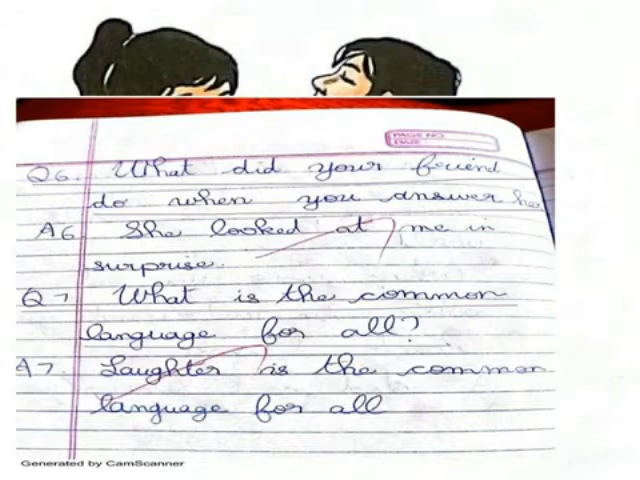 PAGE NO.
DATE
Q6. What did your friend
do when you answer he
A6 She looked at me in
surprise.
Q7 What is the common
language for all?
A7. Laughter is the common
language for all
Generated by CamScanner